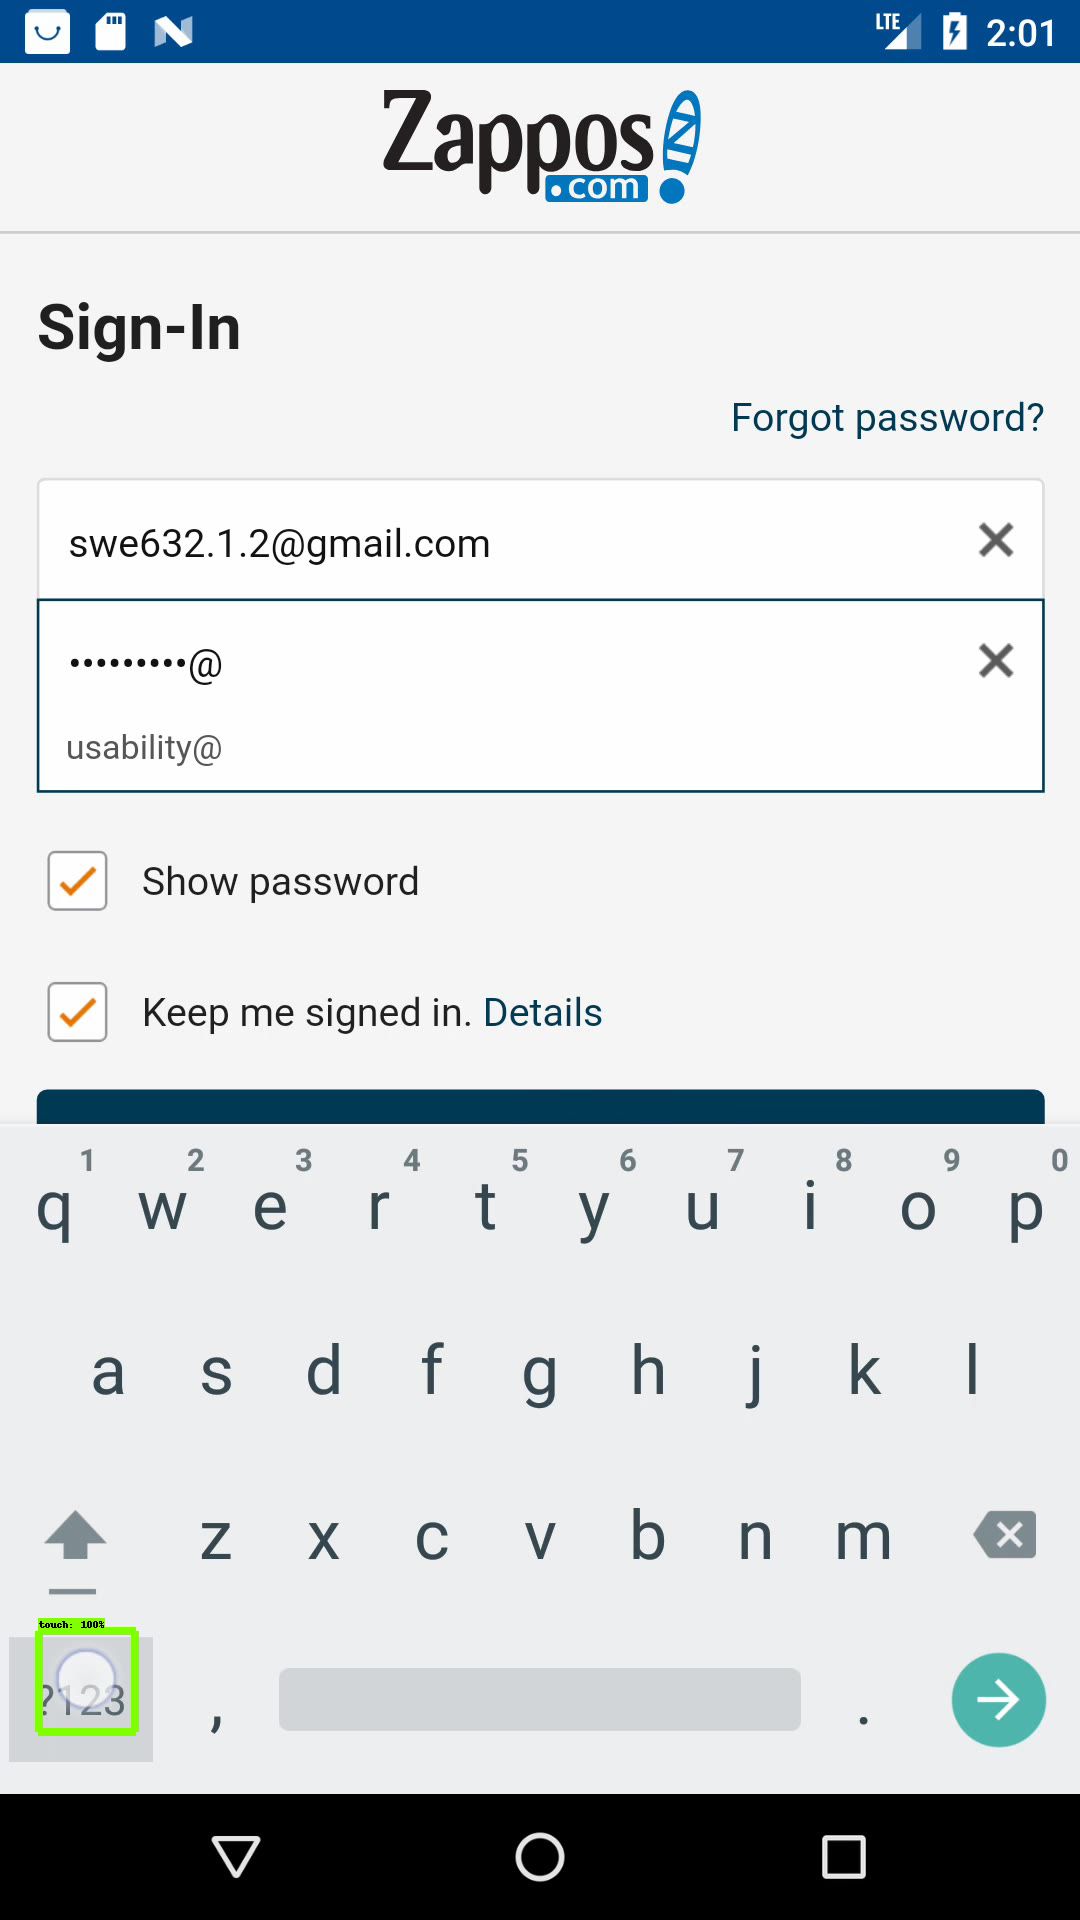 LTE 2:01
Zappos
.com
Sign-In
Forgot password?
swe632.1.2@gmail.com
•••••••••@
usability@
Show password
Keep me signed in. Details
1 2 3 4 5 6 7 8 9 0
q w e r t y u i o p
a s d f g h j k l
z x c v b n m
touch: 100%
?123 , .